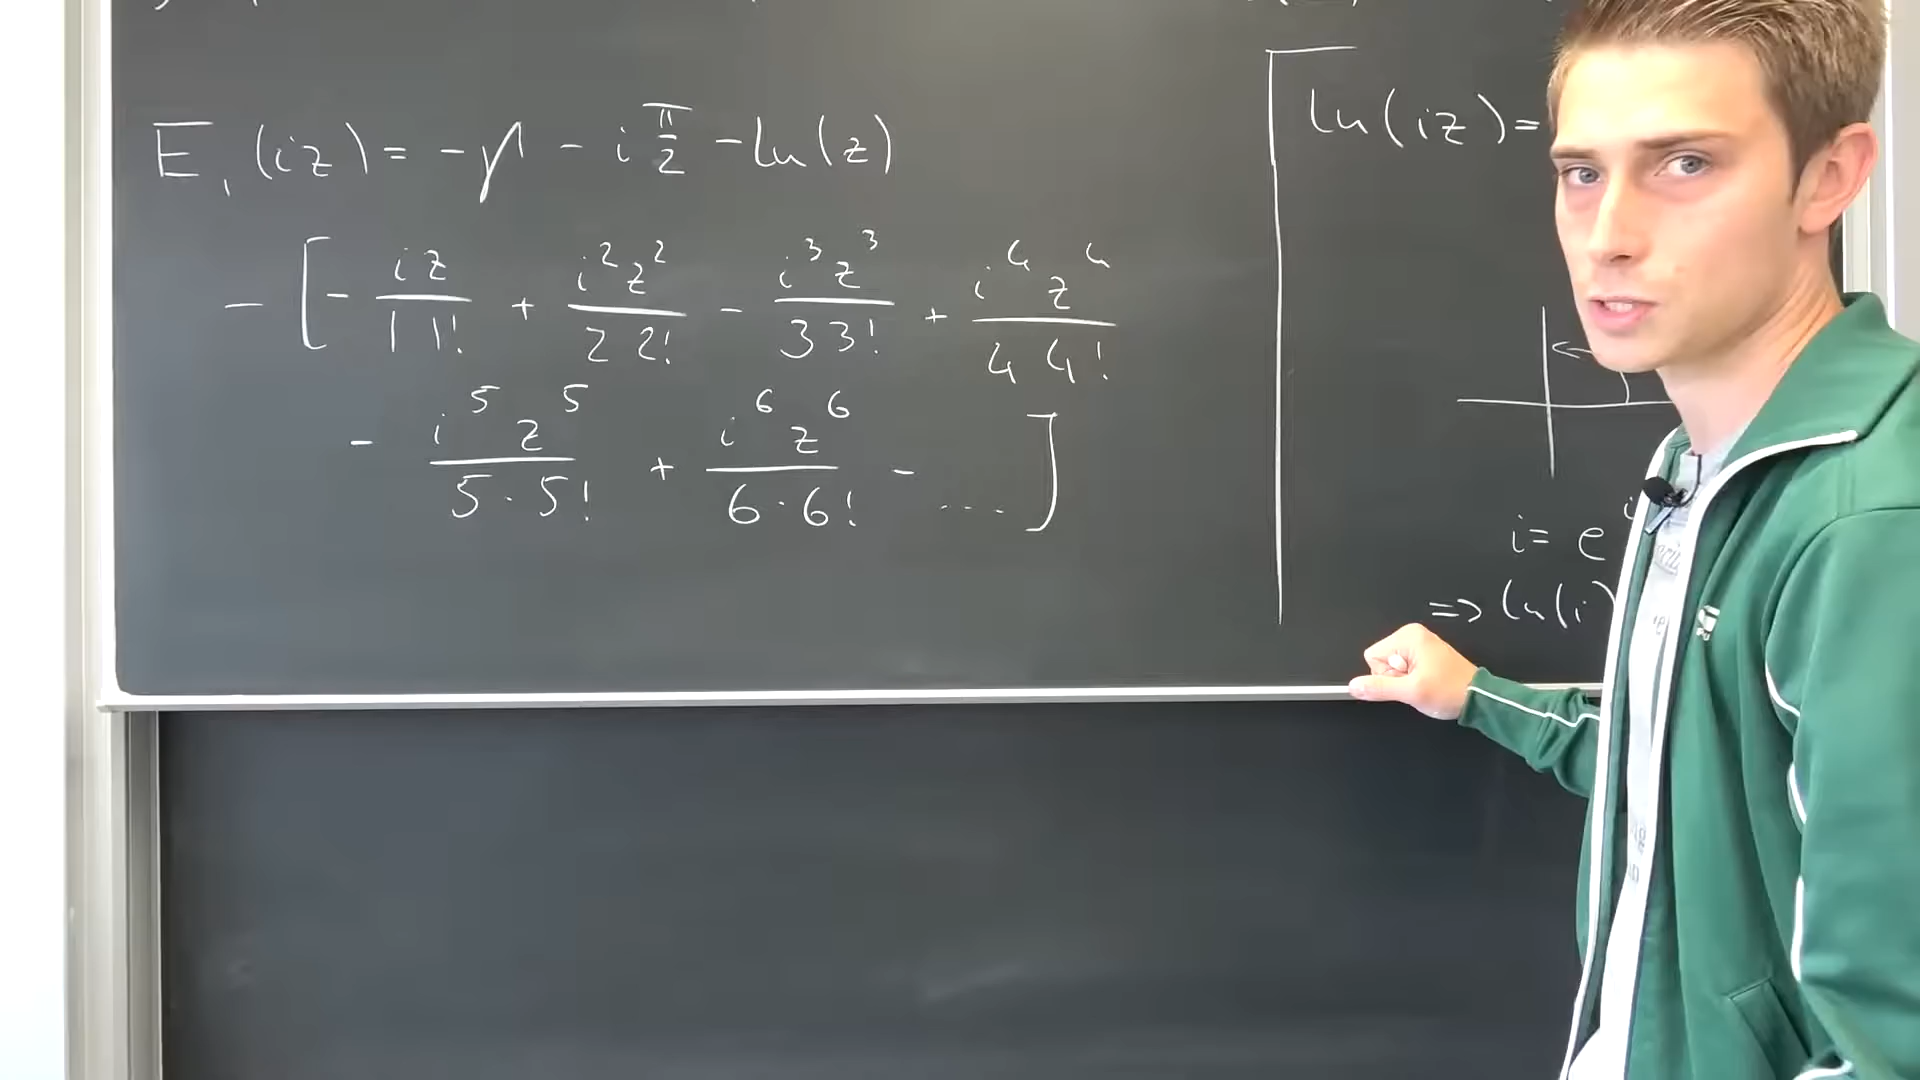 E₁(iz) = -γ - i π/2 - ln(z)
- [ - iz / 1 1! + i²z² / 2 2! - i³z³ / 3 3! + i⁴z⁴ / 4 4!
- i⁵z⁵ / 5·5! + i⁶z⁶ / 6·6! - .... ]
ln(iz)=
i= e^i
=> ln(i)